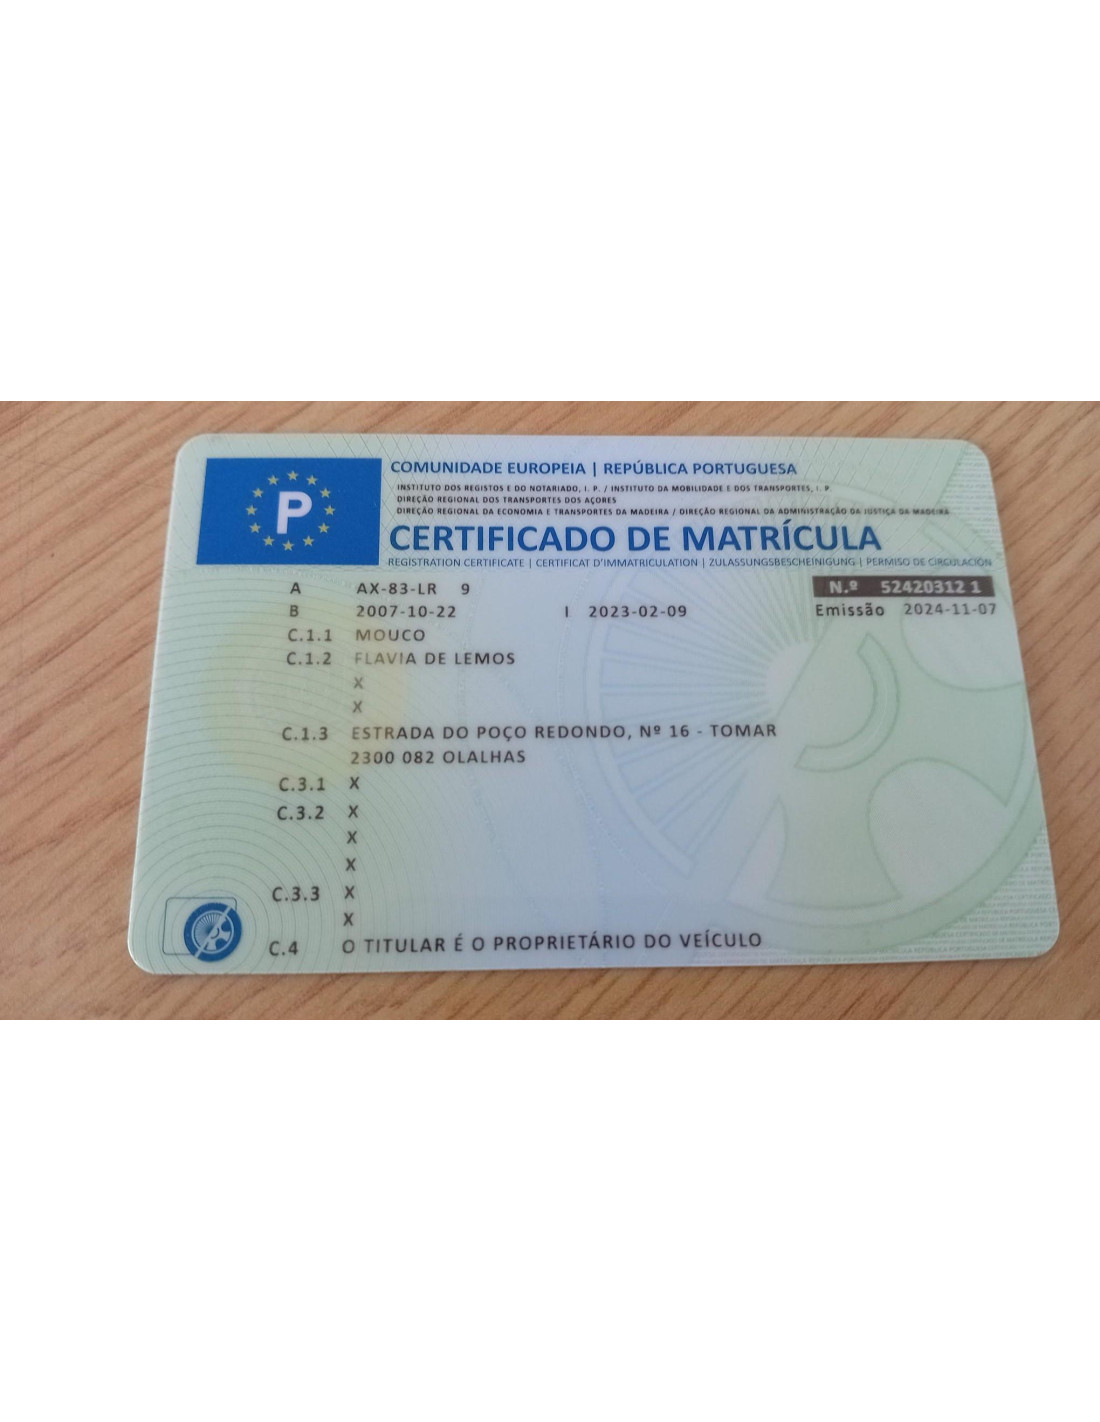 P
COMUNIDADE EUROPEIA | REPÚBLICA PORTUGUESA
INSTITUTO DOS REGISTOS E DO NOTARIADO, I. P. / INSTITUTO DA MOBILIDADE E DOS TRANSPORTES, I. P.
DIREÇÃO REGIONAL DOS TRANSPORTES DOS AÇORES
DIREÇÃO REGIONAL DA ECONOMIA E TRANSPORTES DA MADEIRA / DIREÇÃO REGIONAL DA ADMINISTRAÇÃO DA JUSTIÇA DA MADEIRA
CERTIFICADO DE MATRÍCULA
REGISTRATION CERTIFICATE | CERTIFICAT D'IMMATRICULATION | ZULASSUNGSBESCHEINIGUNG | PERMISO DE CIRCULACIÓN
A AX-83-LR 9 N.º 52420312 1
B 2007-10-22 I 2023-02-09 Emissão 2024-11-07
C.1.1 MOUCO
C.1.2 FLAVIA DE LEMOS
X
X
C.1.3 ESTRADA DO POÇO REDONDO, Nº 16 - TOMAR
2300 082 OLALHAS
C.3.1 X
C.3.2 X
X
X
C.3.3 X
X
C.4 O TITULAR É O PROPRIETÁRIO DO VEÍCULO